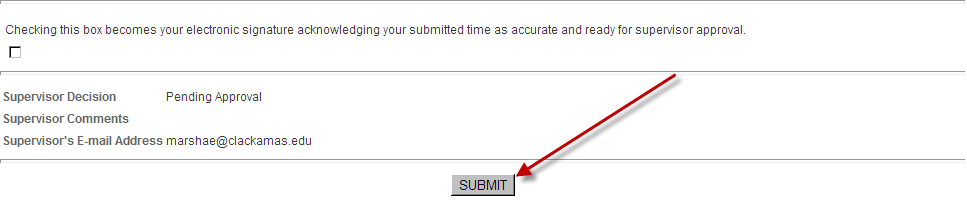 Checking this box becomes your electronic signature acknowledging your submitted time as accurate and ready for supervisor approval.
Supervisor Decision Pending Approval
Supervisor Comments
Supervisor's E-mail Address marshae@clackamas.edu
SUBMIT